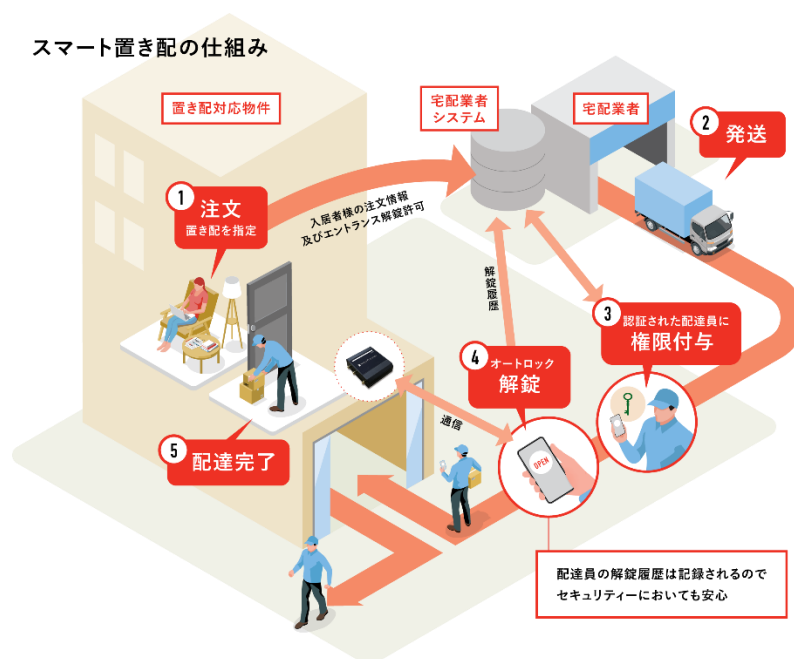 スマート置き配の仕組み
置き配対応物件
宅配業者
システム
宅配業者
2
発送
1
注文
置き配を指定
入居者様の注文情報
及びエントランス解錠許可
解錠履歴
3
認証された配達員に
権限付与
4
オートロック
解錠
通信
OPEN
5
配達完了
配達員の解錠履歴は記録されるので
セキュリティーにおいても安心